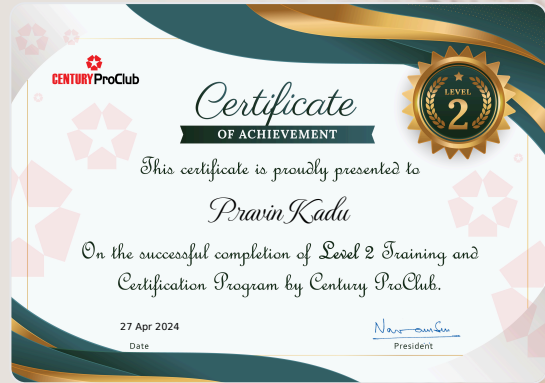 CENTURY ProClub
Certificate
OF ACHIEVEMENT
LEVEL
2
This certificate is proudly presented to
Pravin Kadu
On the successful completion of Level 2 Training and
Certification Program by Century ProClub.
27 Apr 2024
Date
President